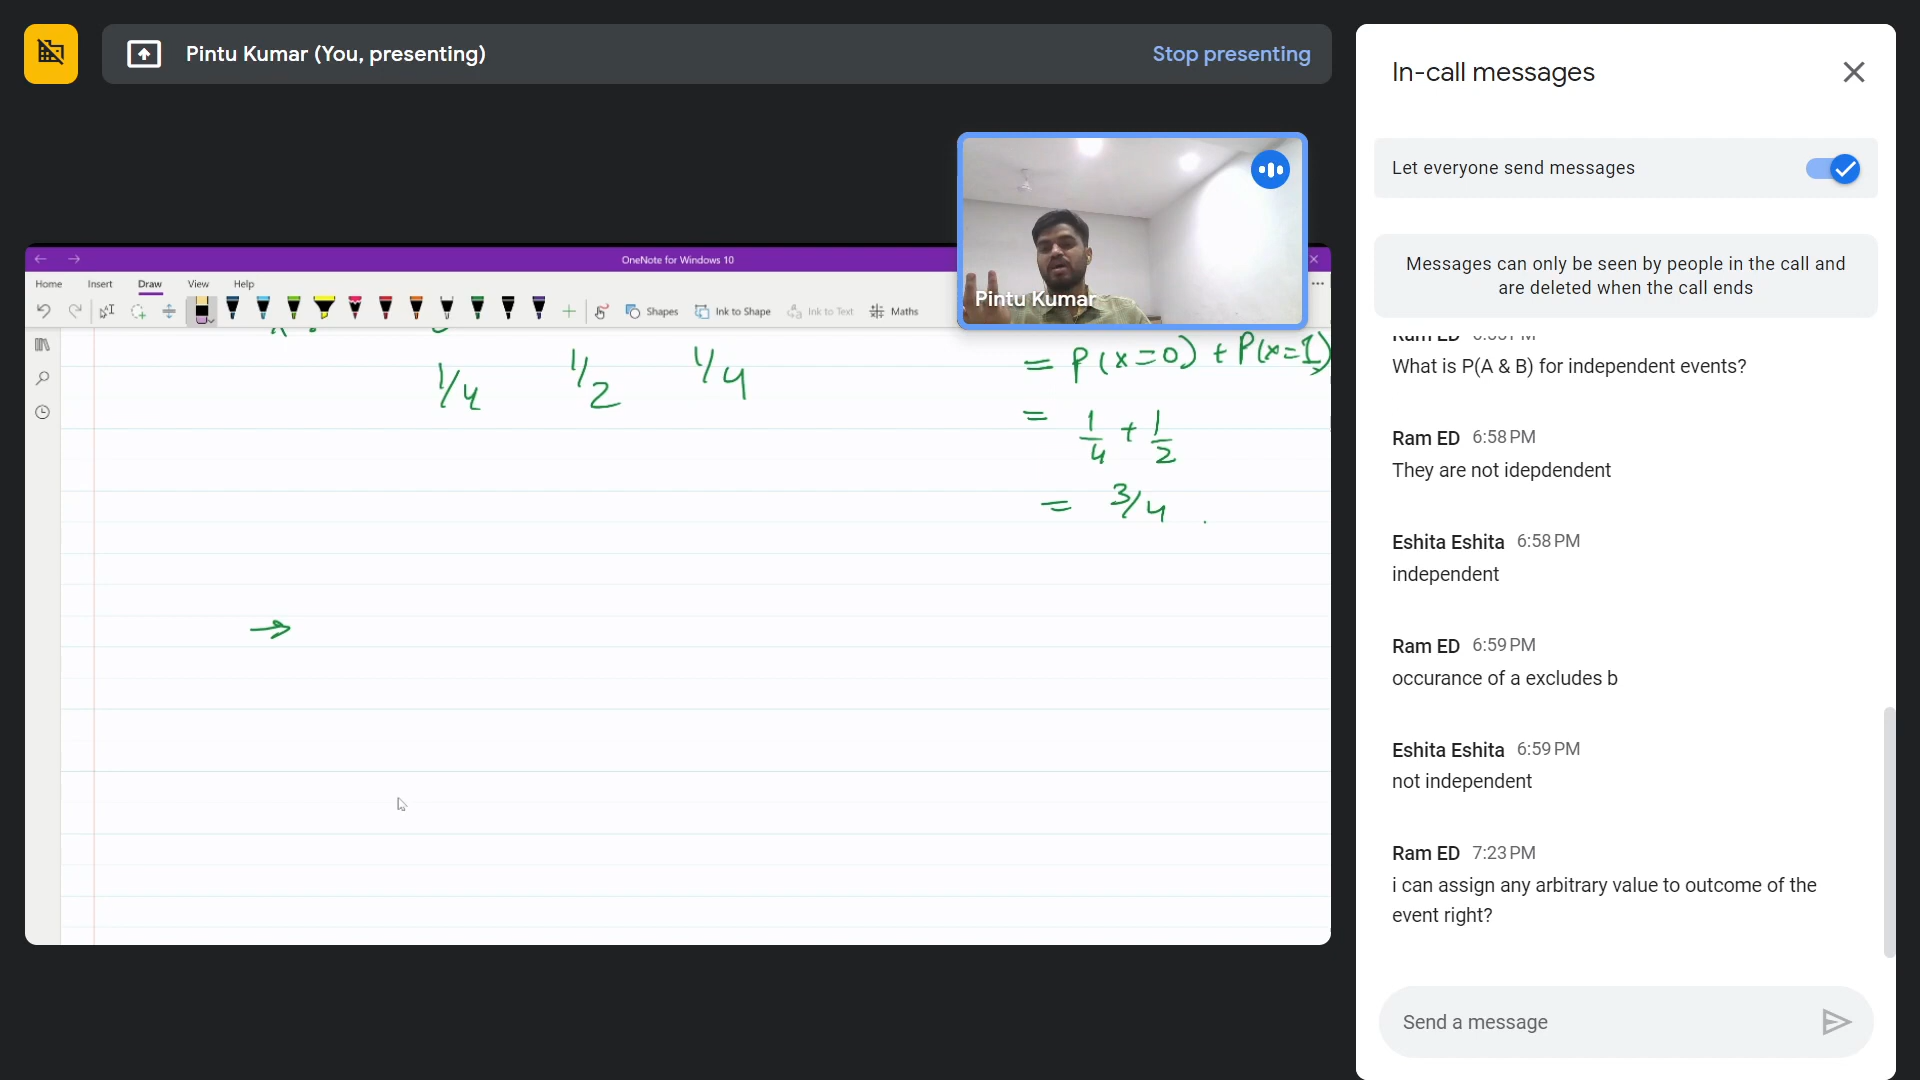 Pintu Kumar (You, presenting)
Stop presenting
OneNote for Windows 10
Home Insert Draw View Help
Shapes Ink to Shape Ink to Text Maths
Pintu Kumar
1/4 1/2 1/4
= P(x=0) + P(x=1)
= 1/4 + 1/2
= 3/4 .
→
In-call messages
Let everyone send messages
Messages can only be seen by people in the call and
are deleted when the call ends
What is P(A & B) for independent events?
Ram ED 6:58 PM
They are not idepdendent
Eshita Eshita 6:58 PM
independent
Ram ED 6:59 PM
occurance of a excludes b
Eshita Eshita 6:59 PM
not independent
Ram ED 7:23 PM
i can assign any arbitrary value to outcome of the
event right?
Send a message